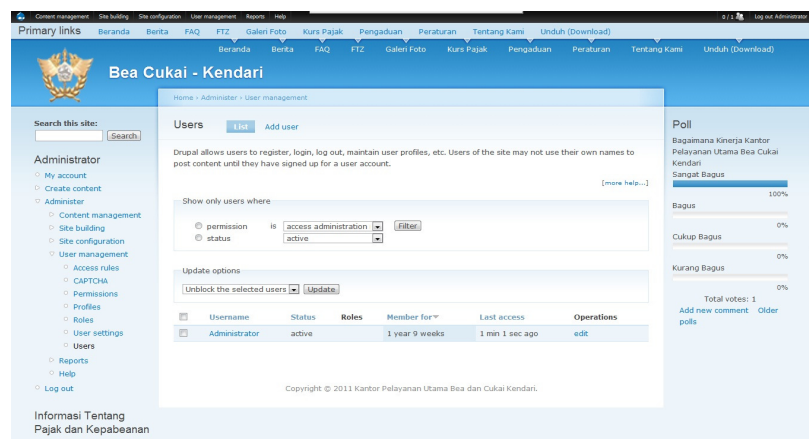 Content management Site building Site configuration User management Reports Help 0 / 1 Log out Administrator
Primary links Beranda Berita FAQ FTZ Galeri Foto Kurs Pajak Pengaduan Peraturan Tentang Kami Unduh (Download)
Beranda Berita FAQ FTZ Galeri Foto Kurs Pajak Pengaduan Peraturan Tentang Kami Unduh (Download)
Bea Cukai - Kendari
Home » Administer » User management
Search this site:
Search
Administrator
My account
Create content
Administer
Content management
Site building
Site configuration
User management
Access rules
CAPTCHA
Permissions
Profiles
Roles
User settings
Users
Reports
Help
Log out
Informasi Tentang
Pajak dan Kepabeanan
Users List Add user
Drupal allows users to register, login, log out, maintain user profiles, etc. Users of the site may not use their own names to
post content until they have signed up for a user account.
[more help...]
Show only users where
permission is access administration Filter
status active
Update options
Unblock the selected users Update
Username Status Roles Member for Last access Operations
Administrator active 1 year 9 weeks 1 min 1 sec ago edit
Copyright © 2011 Kantor Pelayanan Utama Bea dan Cukai Kendari.
Poll
Bagaimana Kinerja Kantor
Pelayanan Utama Bea Cukai
Kendari
Sangat Bagus
100%
Bagus
0%
Cukup Bagus
0%
Kurang Bagus
0%
Total votes: 1
Add new comment Older
polls